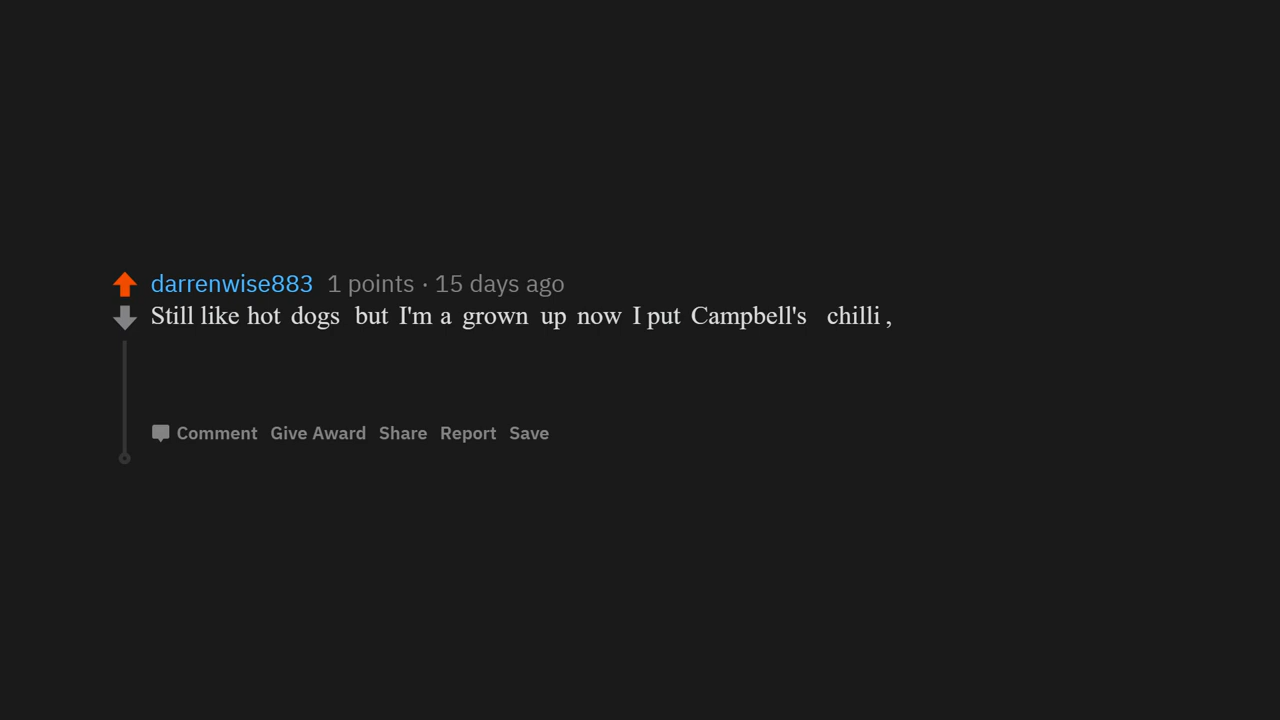 darrenwise883 1 points · 15 days ago
Still like hot dogs but I'm a grown up now I put Campbell's chilli ,
Comment Give Award Share Report Save